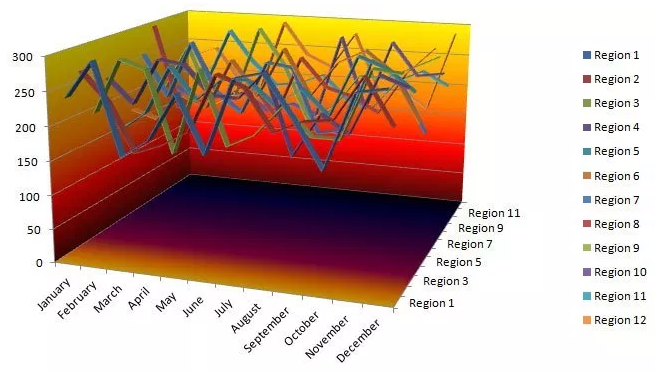 300
250
200
150
100
50
0
January
February
March
April
May
June
July
August
September
October
November
December
Region 11
Region 9
Region 7
Region 5
Region 3
Region 1
Region 1
Region 2
Region 3
Region 4
Region 5
Region 6
Region 7
Region 8
Region 9
Region 10
Region 11
Region 12